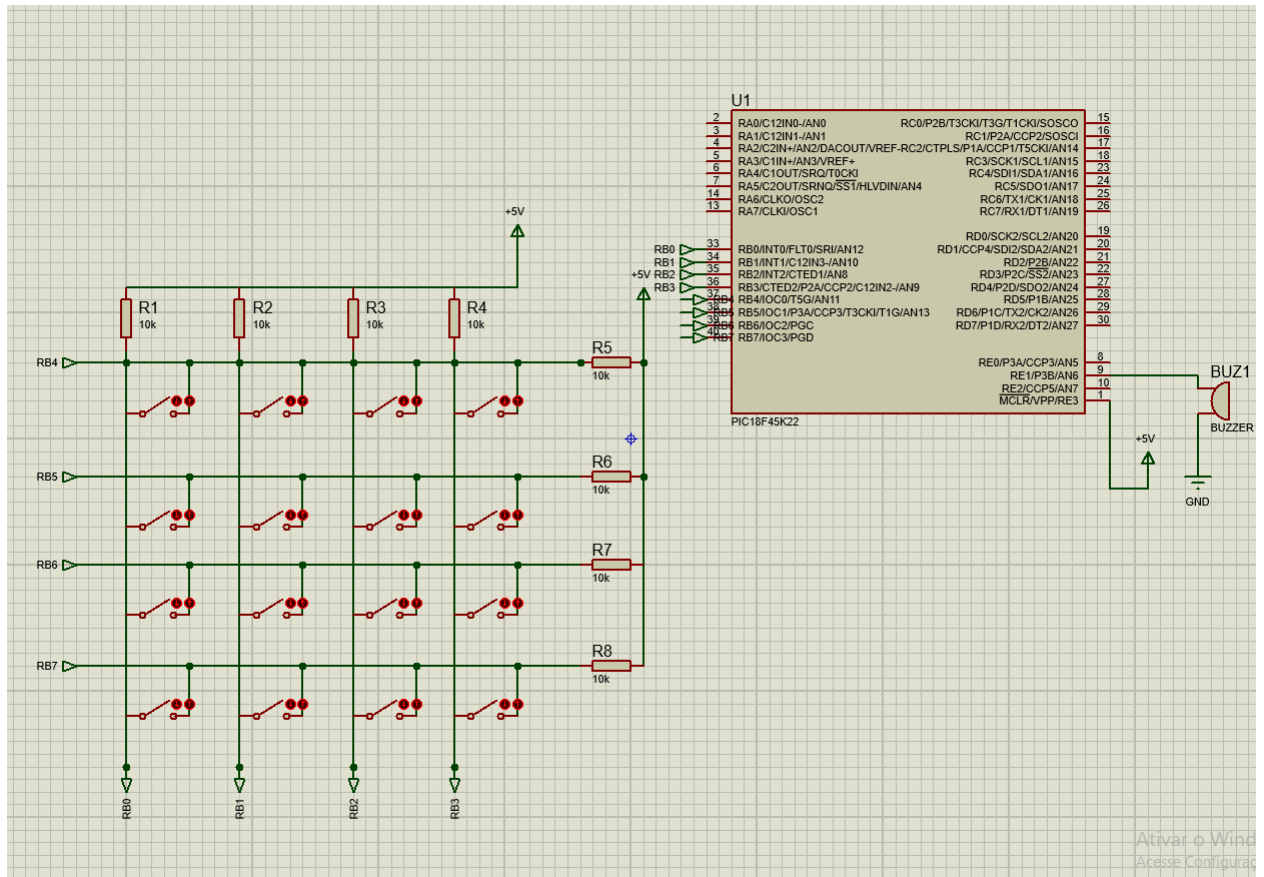 U1
2 RA0/C12IN0-/AN0 RC0/P2B/T3CKI/T3G/T1CKI/SOSCO 15
3 RA1/C12IN1-/AN1 RC1/P2A/CCP2/SOSCI 16
4 RA2/C2IN+/AN2/DACOUT/VREF-RC2/CTPLS/P1A/CCP1/T5CKI/AN14 17
5 RA3/C1IN+/AN3/VREF+ RC3/SCK1/SCL1/AN15 18
6 RA4/C1OUT/SRQ/T0CKI RC4/SDI1/SDA1/AN16 23
7 RA5/C2OUT/SRNQ/SS1/HLVDIN/AN4 RC5/SDO1/AN17 24
14 RA6/CLKO/OSC2 RC6/TX1/CK1/AN18 25
13 RA7/CLKI/OSC1 RC7/RX1/DT1/AN19 26
RD0/SCK2/SCL2/AN20 19
RB0 33 RB0/INT0/FLT0/SRI/AN12 RD1/CCP4/SDI2/SDA2/AN21 20
RB1 34 RB1/INT1/C12IN3-/AN10 RD2/P2B/AN22 21
RB2 35 RB2/INT2/CTED1/AN8 RD3/P2C/SS2/AN23 22
RB3 36 RB3/CTED2/P2A/CCP2/C12IN2-/AN9 RD4/P2D/SDO2/AN24 27
RB4 37 RB4/IOC0/T5G/AN11 RD5/P1B/AN25 28
RB5 38 RB5/IOC1/P3A/CCP3/T3CKI/T1G/AN13 RD6/P1C/TX2/CK2/AN26 29
RB6 39 RB6/IOC2/PGC RD7/P1D/RX2/DT2/AN27 30
RB7 40 RB7/IOC3/PGD
RE0/P3A/CCP3/AN5 8
RE1/P3B/AN6 9
RE2/CCP5/AN7 10
MCLR/VPP/RE3 1
PIC18F45K22
BUZ1
BUZZER
+5V
GND
+5V
+5V
R1
10k
R2
10k
R3
10k
R4
10k
RB4
R5
10k
RB5
R6
10k
RB6
R7
10k
RB7
R8
10k
RB0
RB1
RB2
RB3
Ativar o Wind
Acesse Configuraç